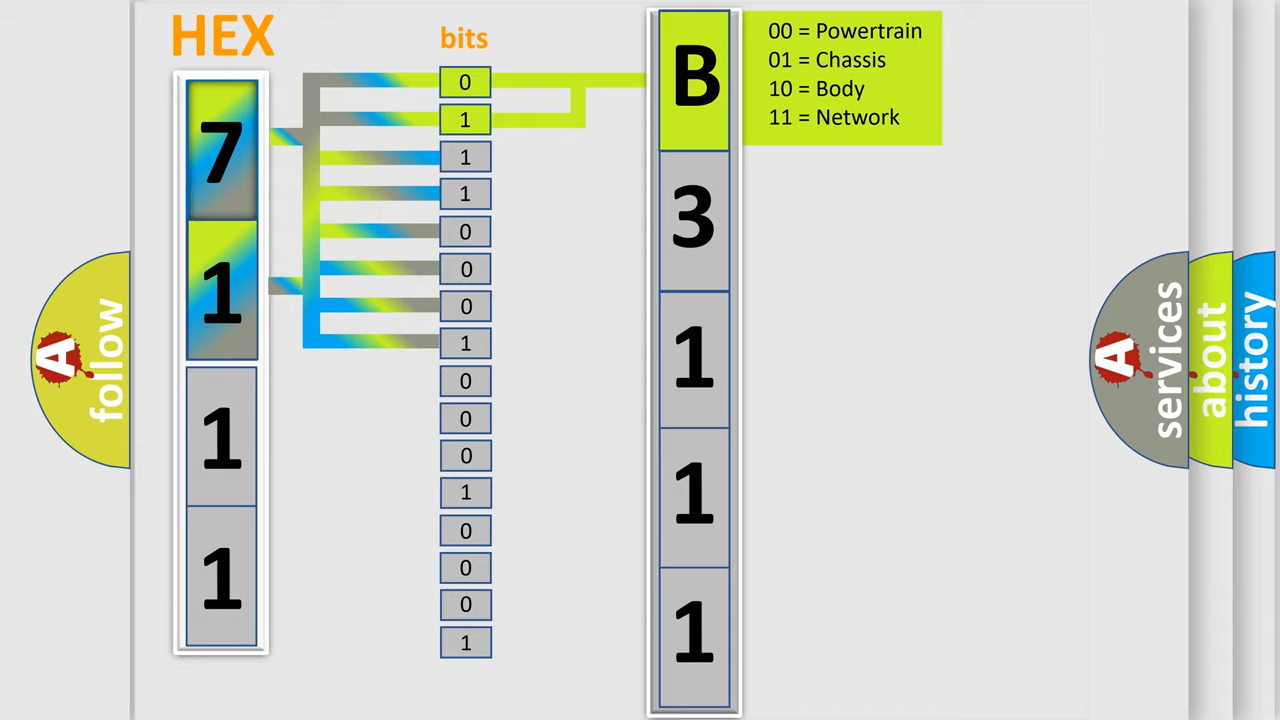 HEX
bits
7
1
1
1
0
1
1
1
0
0
0
1
0
0
0
1
0
0
0
1
B
3
1
1
1
00 = Powertrain
01 = Chassis
10 = Body
11 = Network
A
follow
A
services
about
history